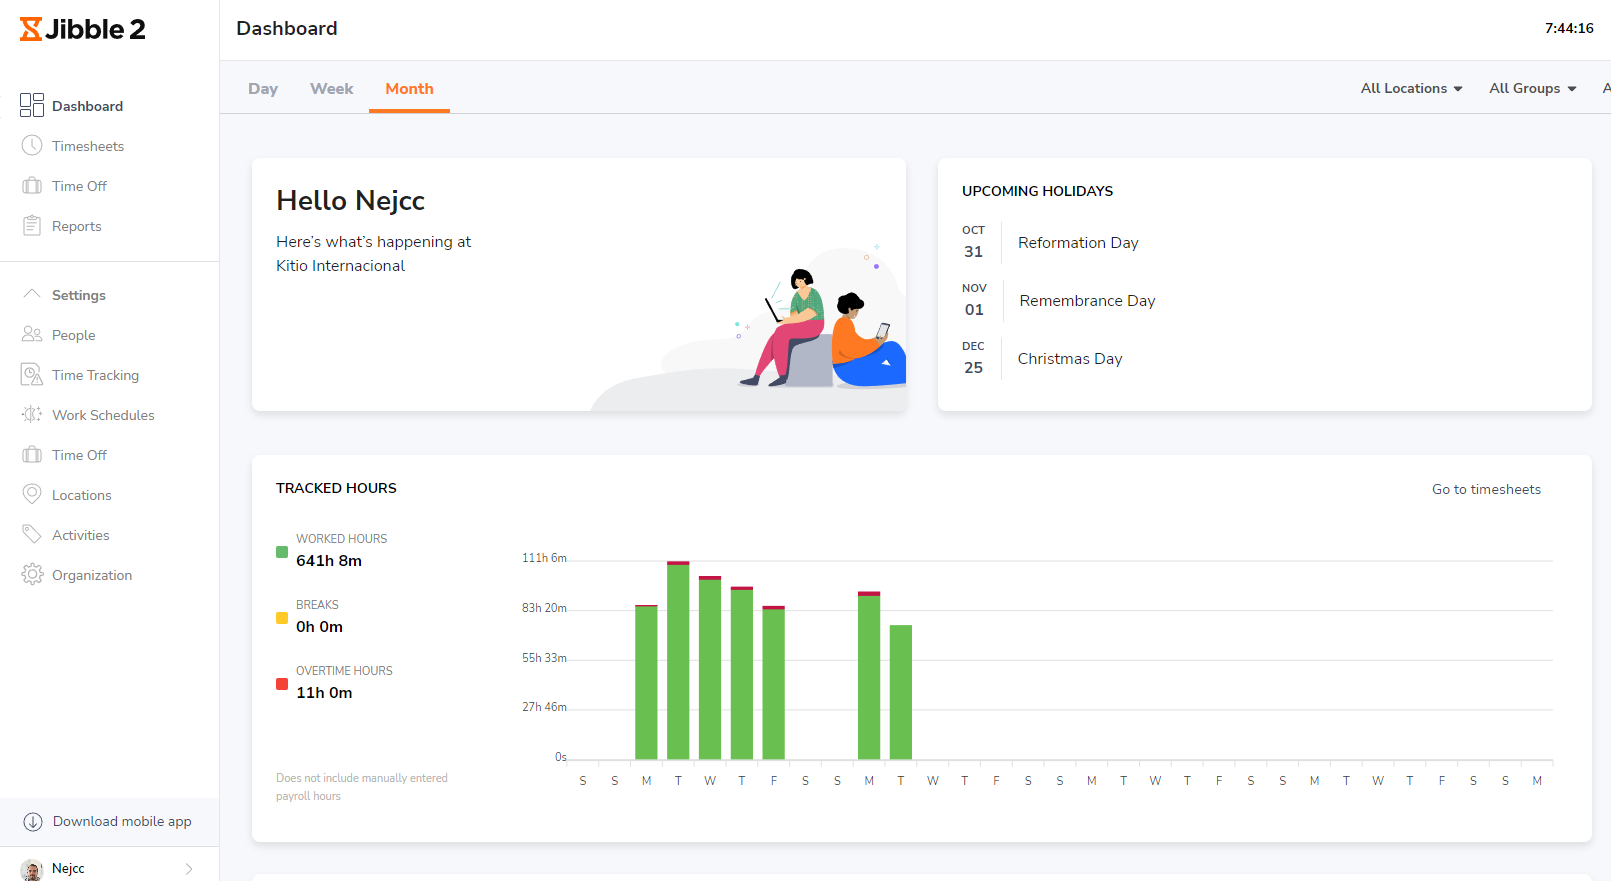 Jibble 2
Dashboard
7:44:16
Dashboard
Timesheets
Time Off
Reports
Settings
People
Time Tracking
Work Schedules
Time Off
Locations
Activities
Organization
Download mobile app
Nejcc
Day Week Month
All Locations All Groups A
Hello Nejcc
Here's what's happening at
Kitio Internacional
UPCOMING HOLIDAYS
OCT
31 Reformation Day
NOV
01 Remembrance Day
DEC
25 Christmas Day
TRACKED HOURS
Go to timesheets
WORKED HOURS
641h 8m
BREAKS
0h 0m
OVERTIME HOURS
11h 0m
Does not include manually entered
payroll hours
111h 6m
83h 20m
55h 33m
27h 46m
0s
S S M T W T F S S M T W T F S S M T W T F S S M T W T F S S M